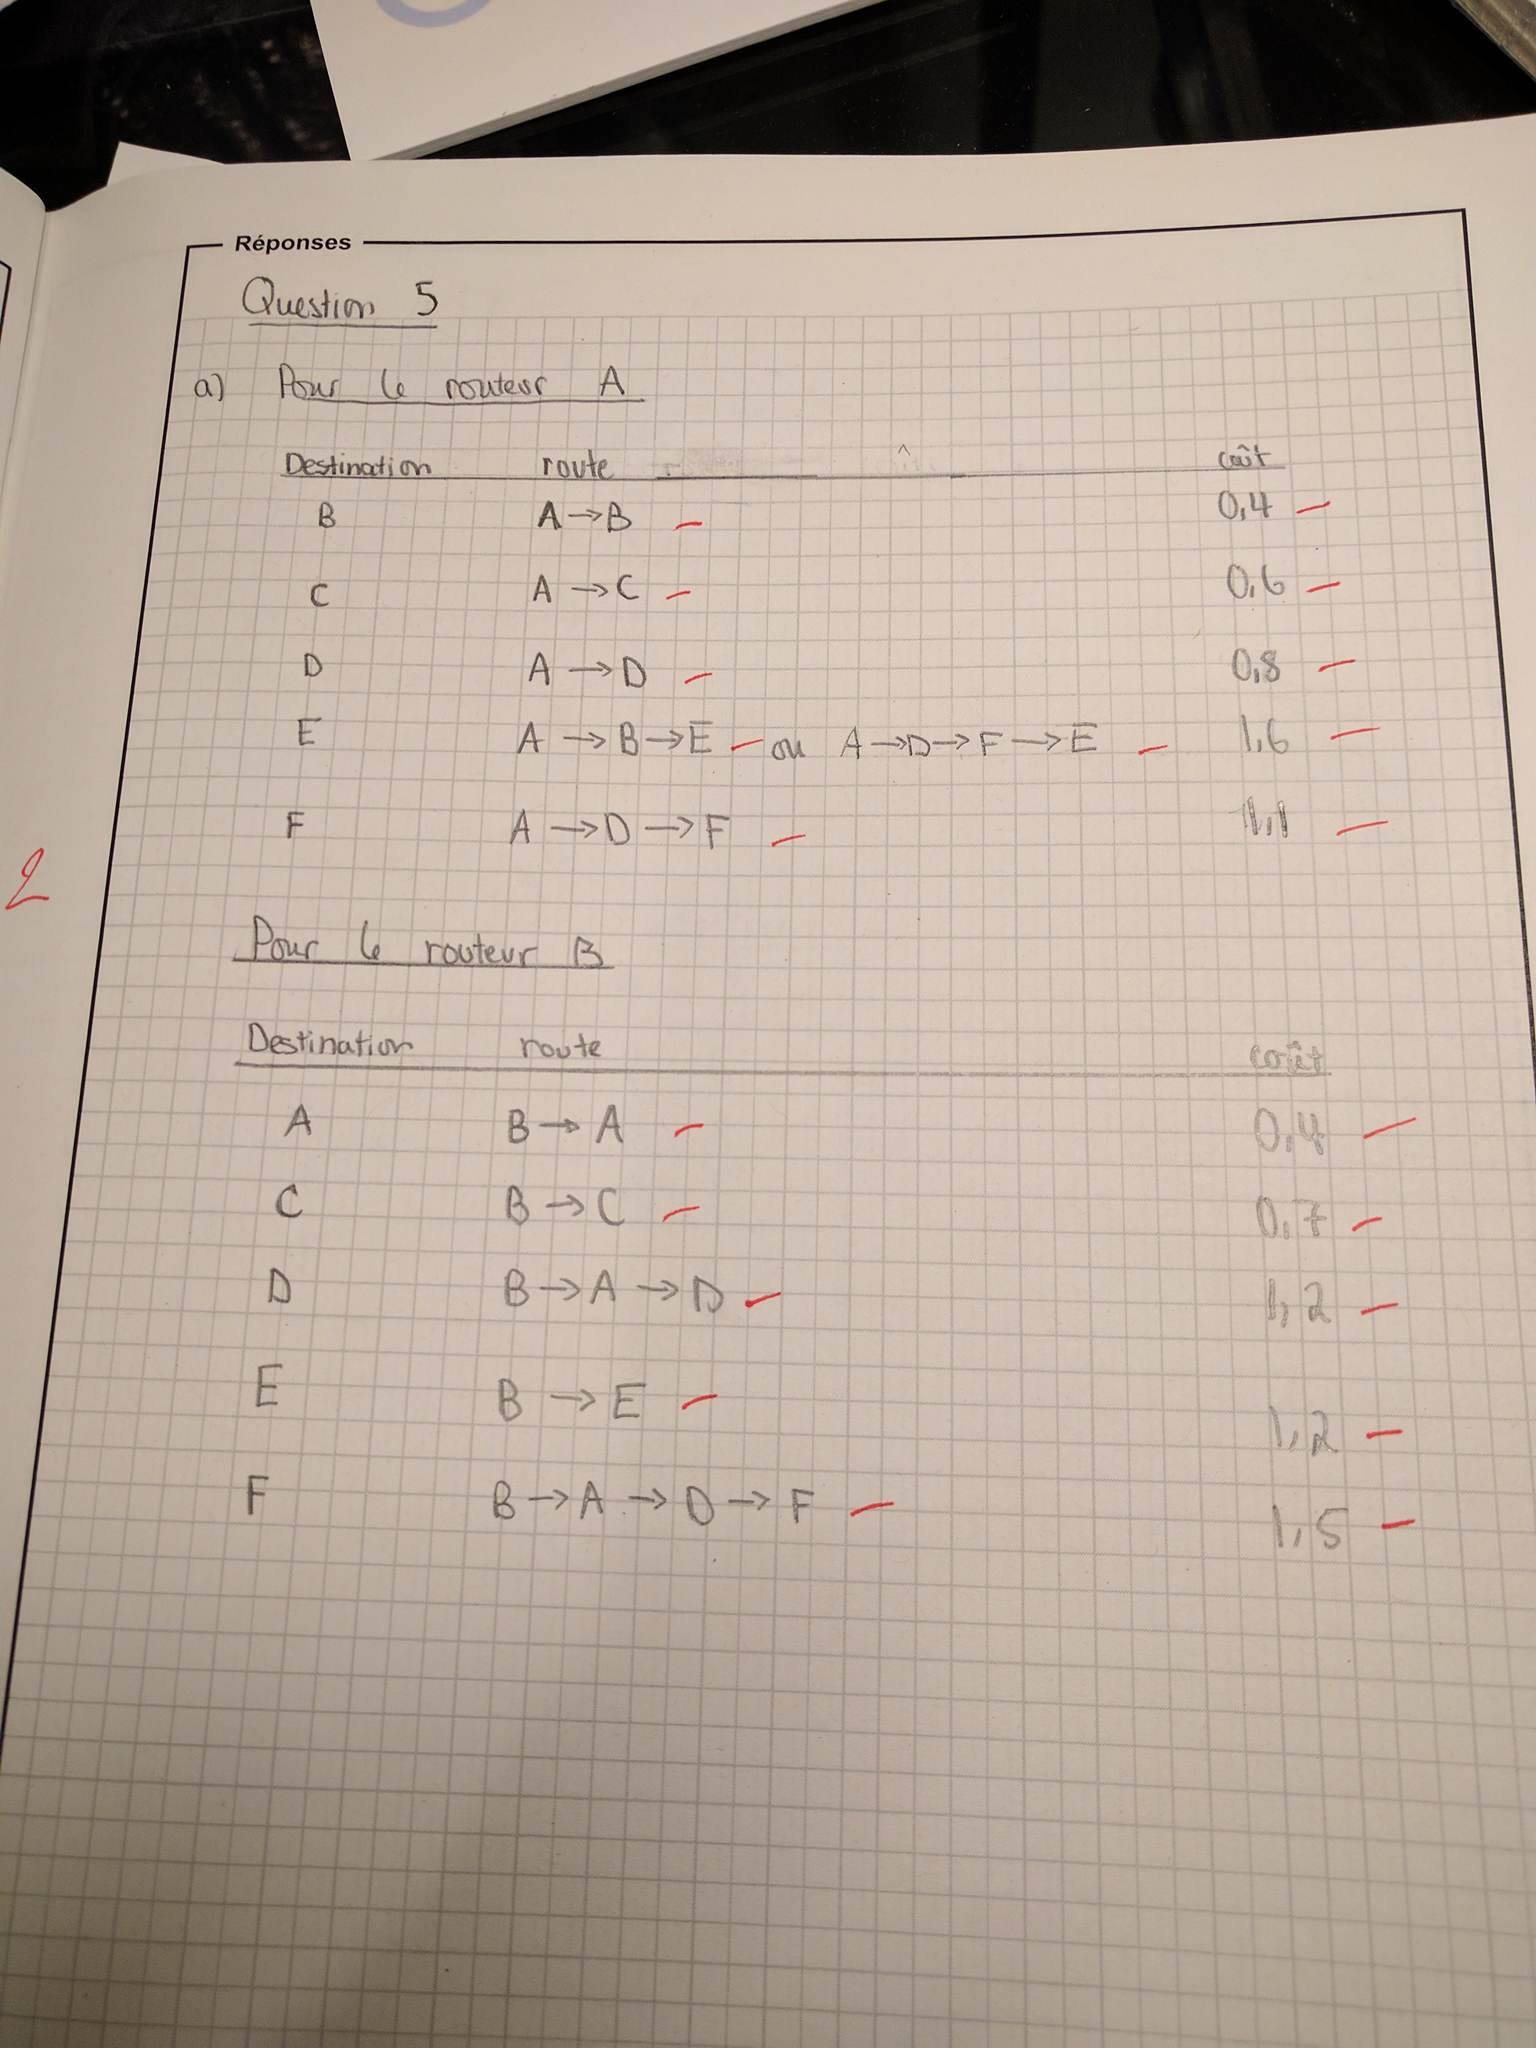 Réponses
Question 5
a) Pour le routeur A
Destination route coût
B A→B 0,4
C A→C 0,6
D A→D 0,8
E A→B→E ou A→D→F→E 1,6
F A→D→F 1,1
2
Pour le routeur B
Destination route coût
A B→A 0,4
C B→C 0,7
D B→A→D 1,2
E B→E 1,2
F B→A→D→F 1,5